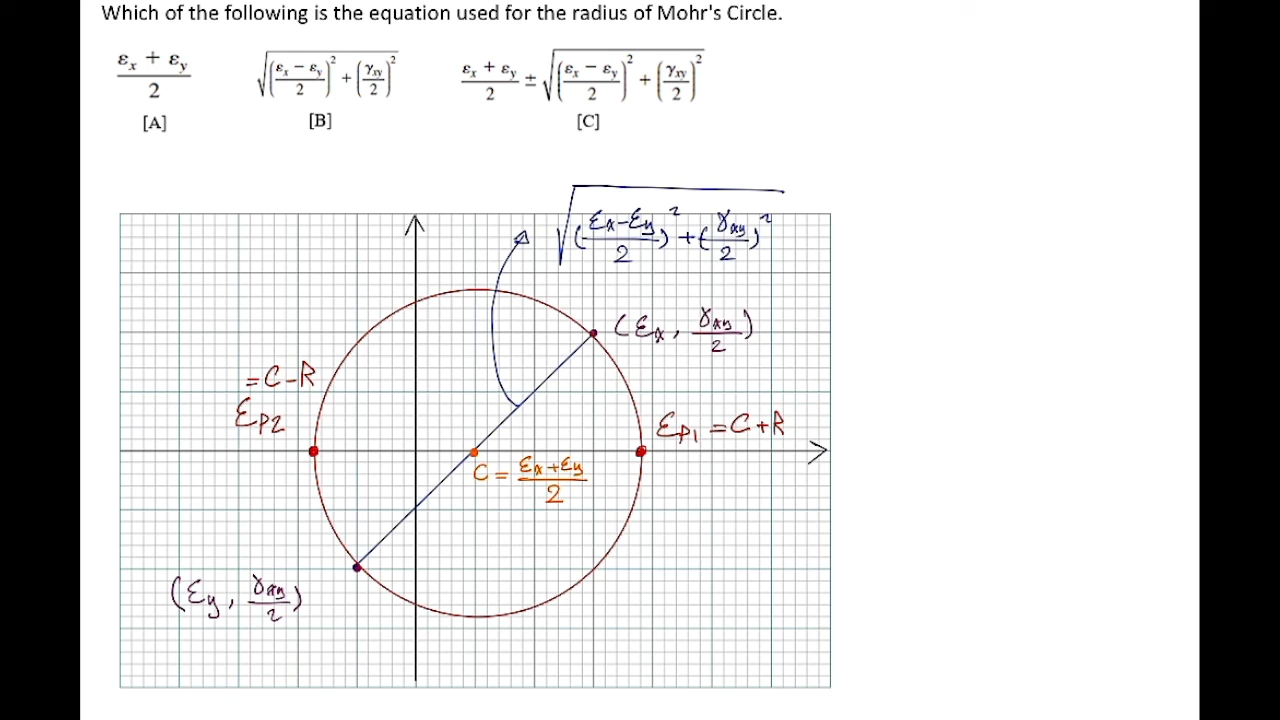 Which of the following is the equation used for the radius of Mohr's Circle.
(εx + εy)/2
√(((εx − εy)/2)² + (γxy/2)²)
(εx + εy)/2 ± √(((εx − εy)/2)² + (γxy/2)²)
[A]
[B]
[C]
√(((εx−εy)/2)² + (γxy/2)²)
(εx, γxy/2)
= C−R
εP2
εP1 = C+R
C = (εx+εy)/2
(εy, γxy/2)